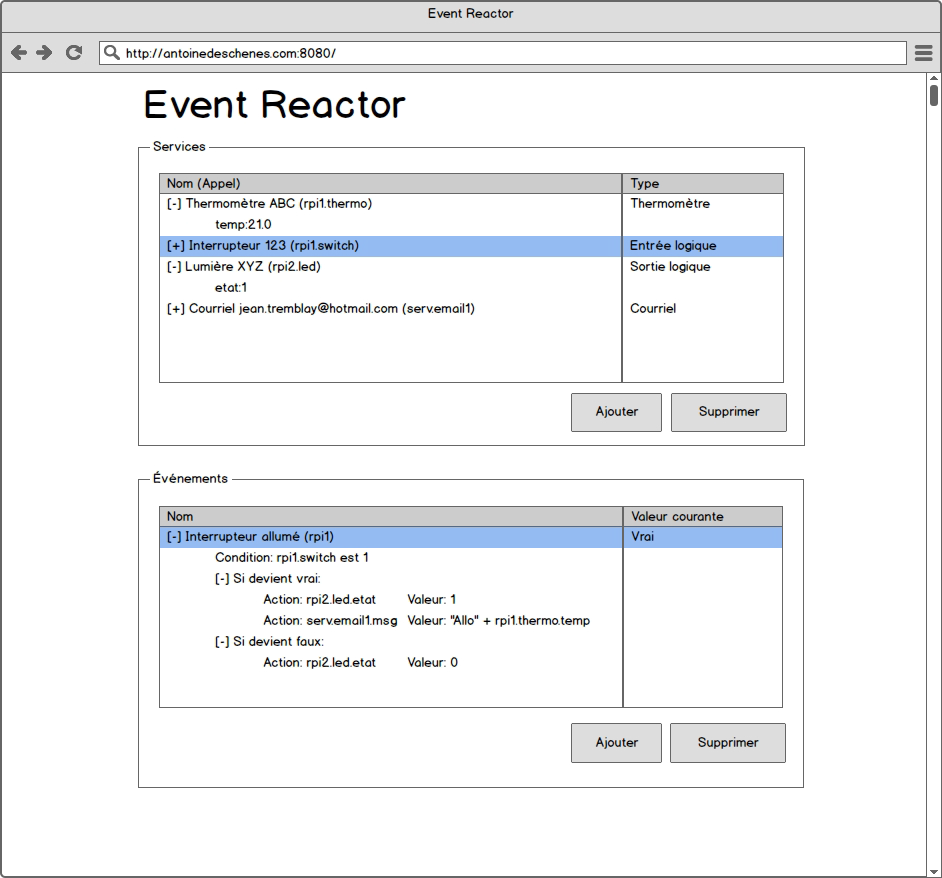 Event Reactor
http://antoinedeschenes.com:8080/
Event Reactor
Services
Nom (Appel) Type
[-] Thermomètre ABC (rpi1.thermo) Thermomètre
temp:21.0
[+] Interrupteur 123 (rpi1.switch) Entrée logique
[-] Lumière XYZ (rpi2.led) Sortie logique
etat:1
[+] Courriel jean.tremblay@hotmail.com (serv.email1) Courriel
Ajouter Supprimer
Événements
Nom Valeur courante
[-] Interrupteur allumé (rpi1) Vrai
Condition: rpi1.switch est 1
[-] Si devient vrai:
Action: rpi2.led.etat Valeur: 1
Action: serv.email1.msg Valeur: "Allo" + rpi1.thermo.temp
[-] Si devient faux:
Action: rpi2.led.etat Valeur: 0
Ajouter Supprimer